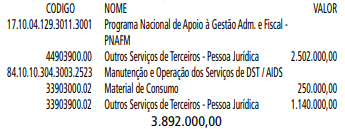 CODIGO NOME VALOR
17.10.04.129.3011.3001 Programa Nacional de Apoio à Gestão Adm. e Fiscal -
PNAFM
44903900.00 Outros Serviços de Terceiros - Pessoa Jurídica 2.502.000,00
84.10.10.304.3003.2523 Manutenção e Operação dos Serviços de DST / AIDS
33903000.02 Material de Consumo 250.000,00
33903900.02 Outros Serviços de Terceiros - Pessoa Jurídica 1.140.000,00
3.892.000,00